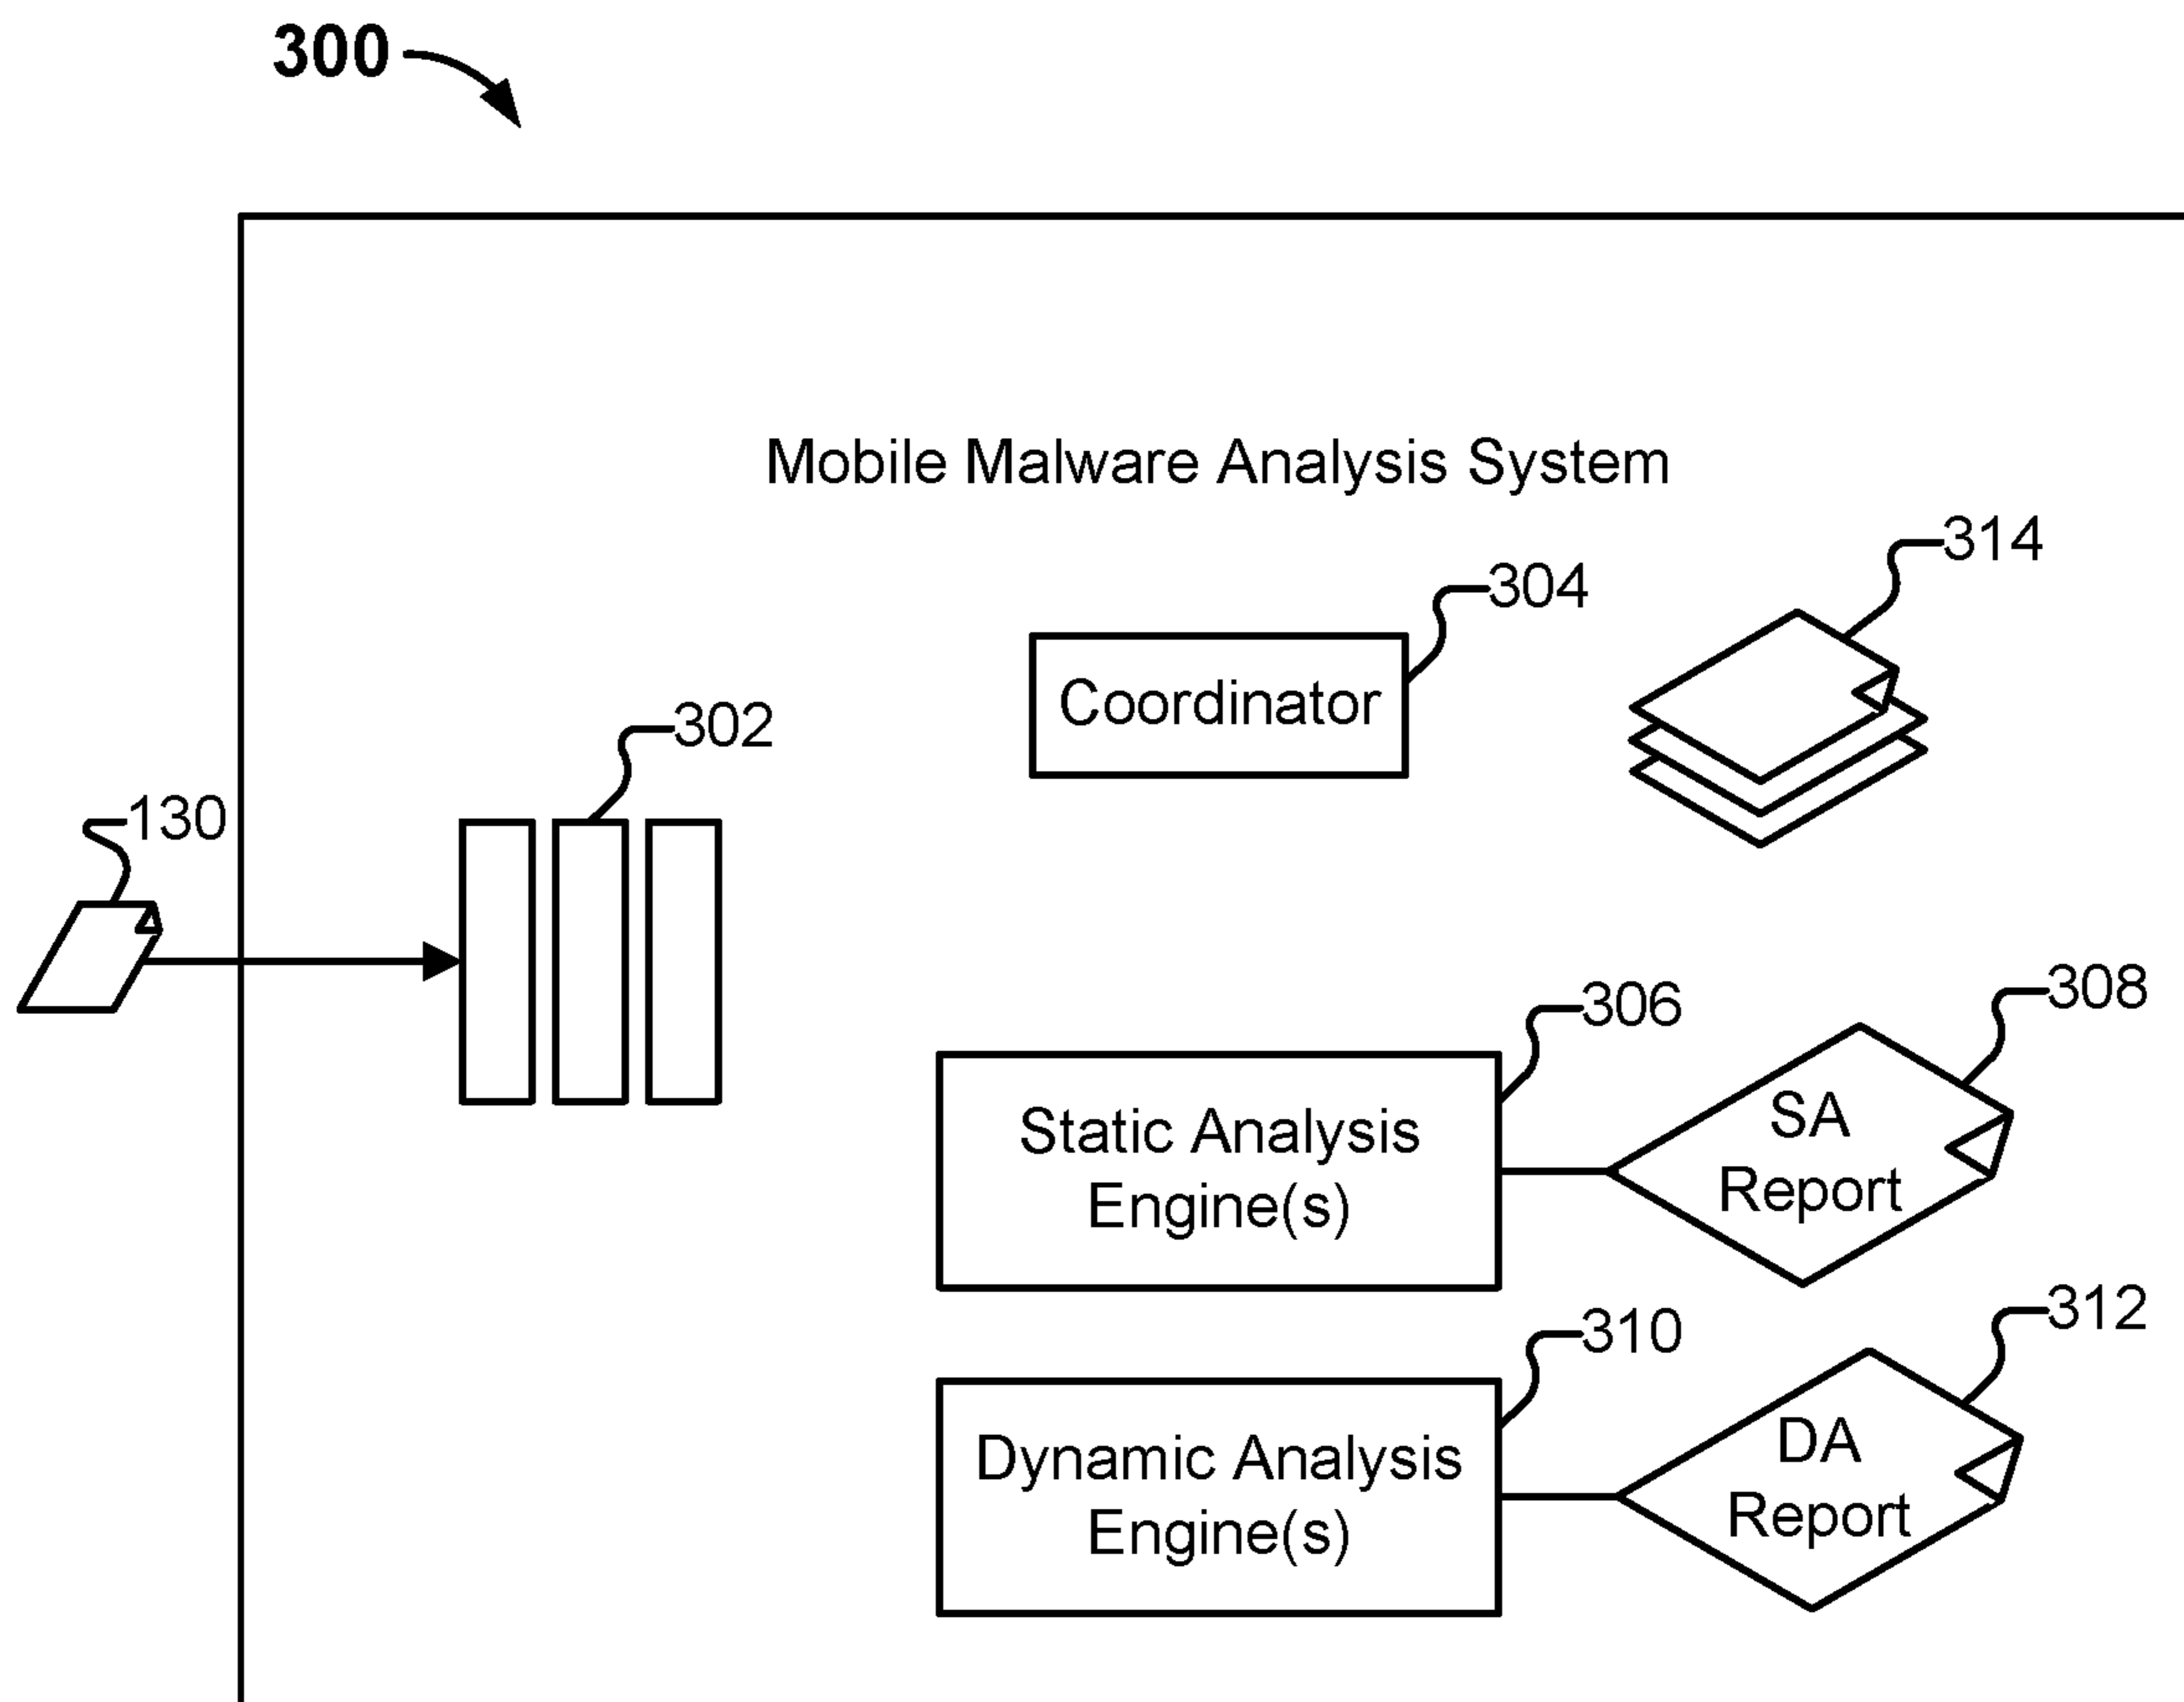 300
Mobile Malware Analysis System
314
304
Coordinator
302
130
306
308
Static Analysis
Engine(s)
SA
Report
310
312
Dynamic Analysis
Engine(s)
DA
Report